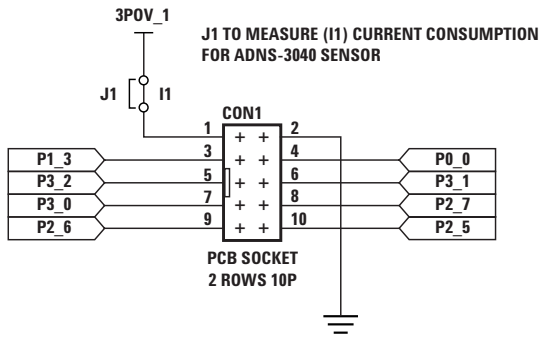 3POV_1
J1 TO MEASURE (I1) CURRENT CONSUMPTION
FOR ADNS-3040 SENSOR
J1 I1
CON1
1 + + 2
P1_3 3 + + 4 P0_0
P3_2 5 + + 6 P3_1
P3_0 7 + + 8 P2_7
P2_6 9 + + 10 P2_5
PCB SOCKET
2 ROWS 10P